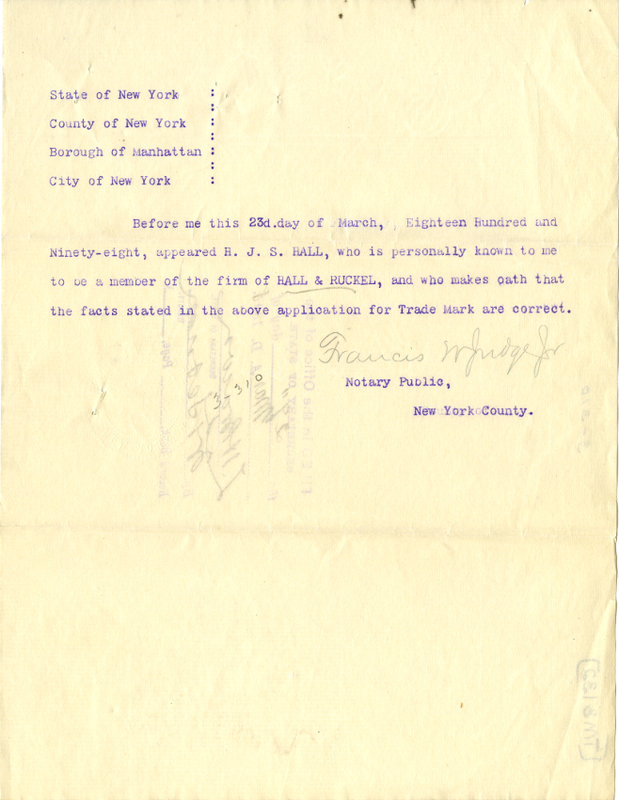 State of New York :
:
County of New York :
:
Borough of Manhattan :
:
City of New York :
Before me this 23d.day of March, Eighteen Hundred and
Ninety-eight, appeared H. J. S. HALL, who is personally known to me
to be a member of the firm of HALL & RUCKEL, and who makes oath that
the facts stated in the above application for Trade Mark are correct.
Francis W Judge Jr
Notary Public,
New York County.